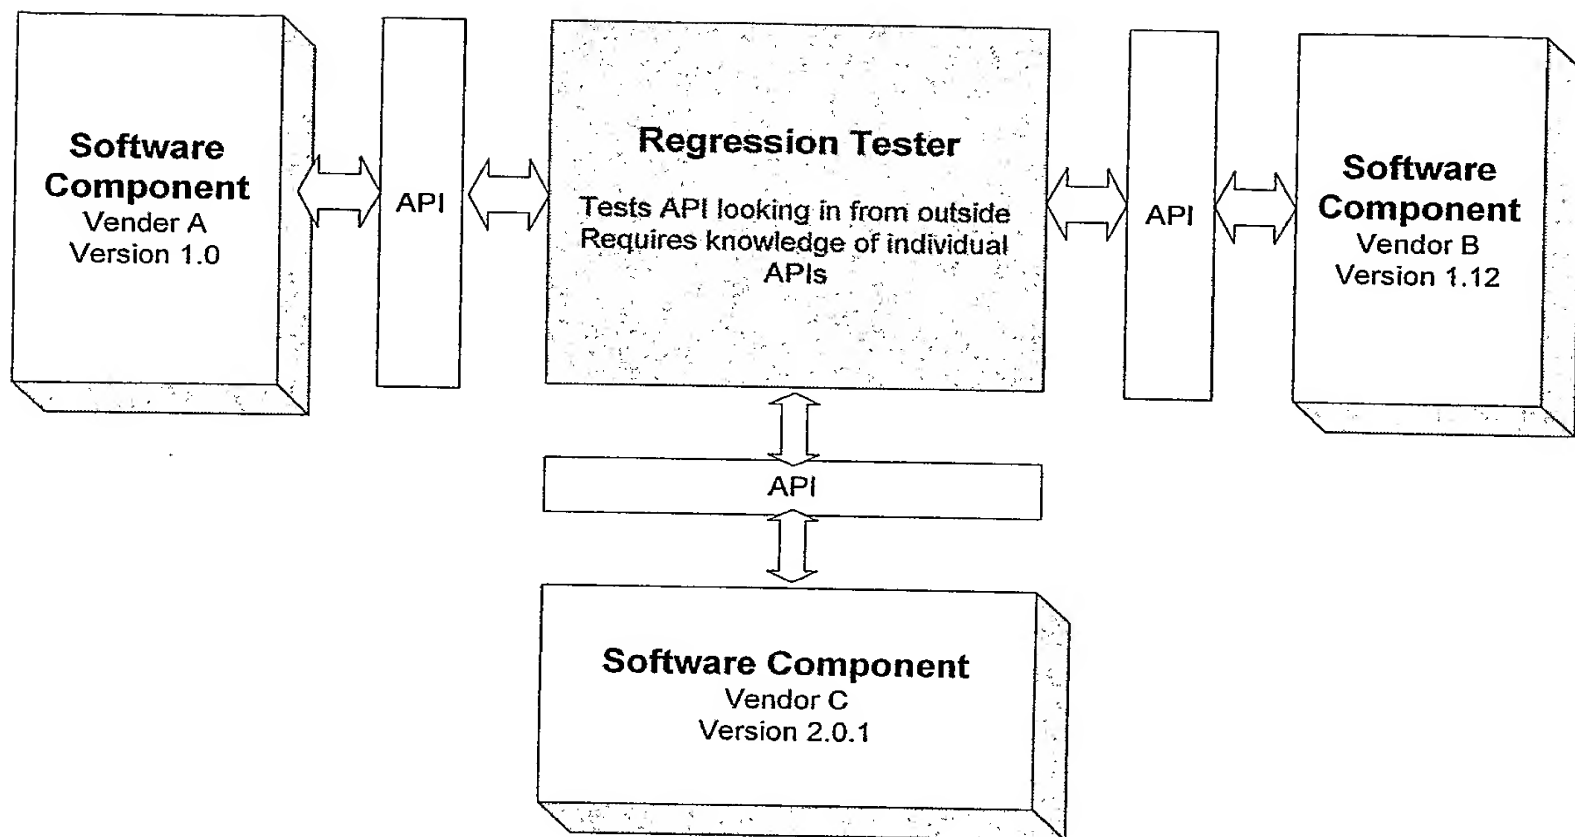 Software
Component
Vender A
Version 1.0
API
Regression Tester
Tests API looking in from outside
Requires knowledge of individual
APIs
API
Software
Component
Vendor B
Version 1.12
API
Software Component
Vendor C
Version 2.0.1